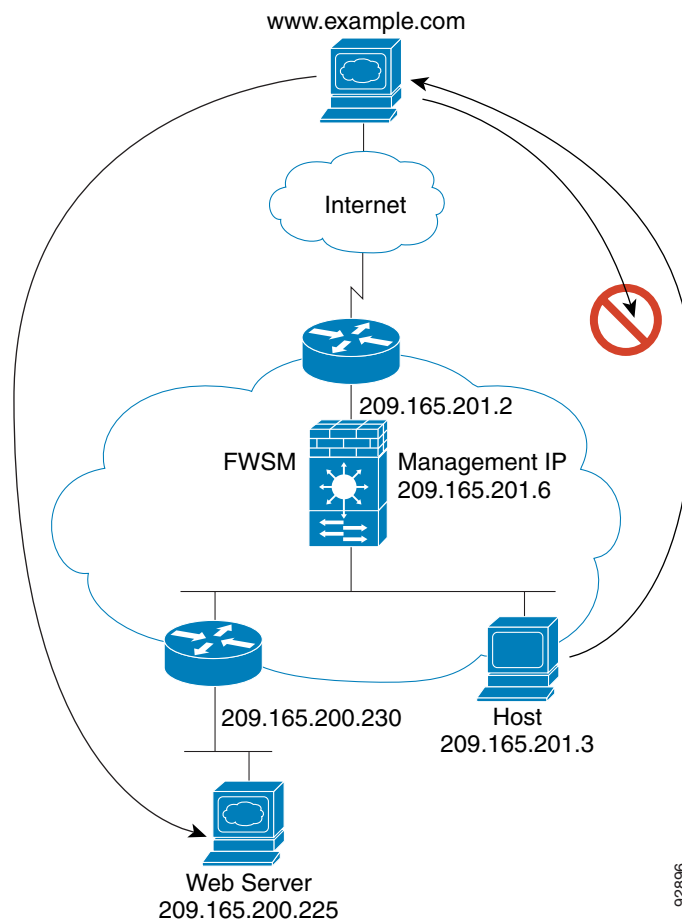 www.example.com
Internet
209.165.201.2
FWSM
Management IP
209.165.201.6
209.165.200.230
Host
209.165.201.3
Web Server
209.165.200.225
92896